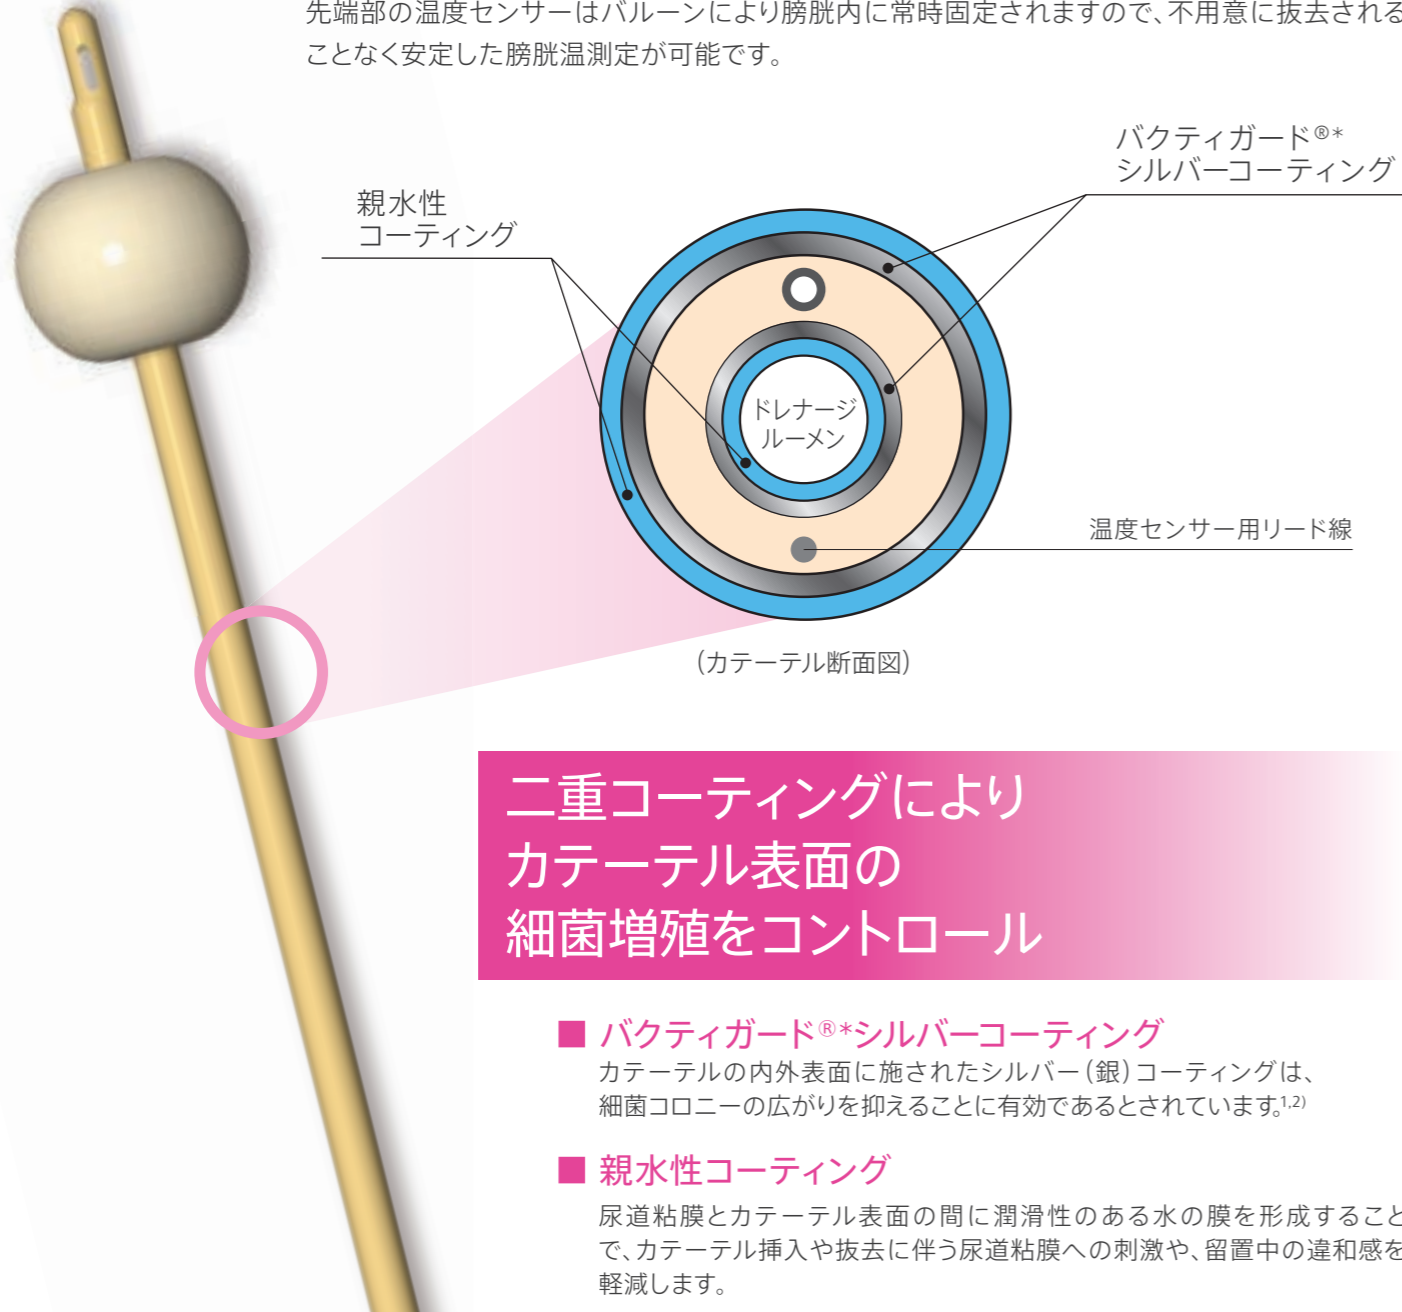 先端部の温度センサーはバルーンにより膀胱内に常時固定されますので、不用意に抜去される
ことなく安定した膀胱温測定が可能です。
バクティガード®*
シルバーコーティング
親水性
コーティング
ドレナージ
ルーメン
温度センサー用リード線
(カテーテル断面図)
二重コーティングにより
カテーテル表面の
細菌増殖をコントロール
■ バクティガード®*シルバーコーティング
カテーテルの内外表面に施されたシルバー(銀)コーティングは、
細菌コロニーの広がりを抑えることに有効であるとされています。1,2)
■ 親水性コーティング
尿道粘膜とカテーテル表面の間に潤滑性のある水の膜を形成すること
で、カテーテル挿入や抜去に伴う尿道粘膜への刺激や、留置中の違和感を
軽減します。